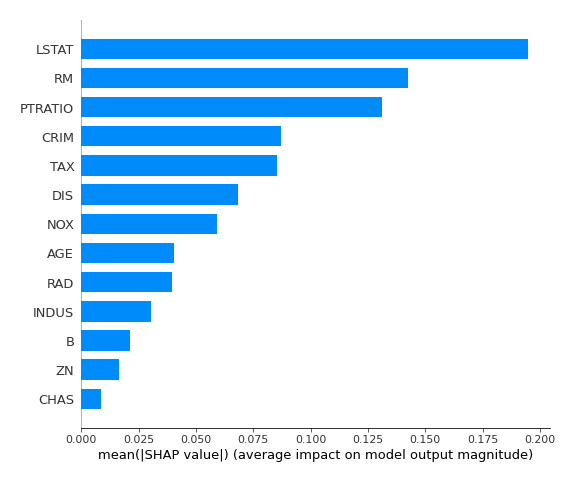 LSTAT
RM
PTRATIO
CRIM
TAX
DIS
NOX
AGE
RAD
INDUS
B
ZN
CHAS
0.000 0.025 0.050 0.075 0.100 0.125 0.150 0.175 0.200
mean(|SHAP value|) (average impact on model output magnitude)